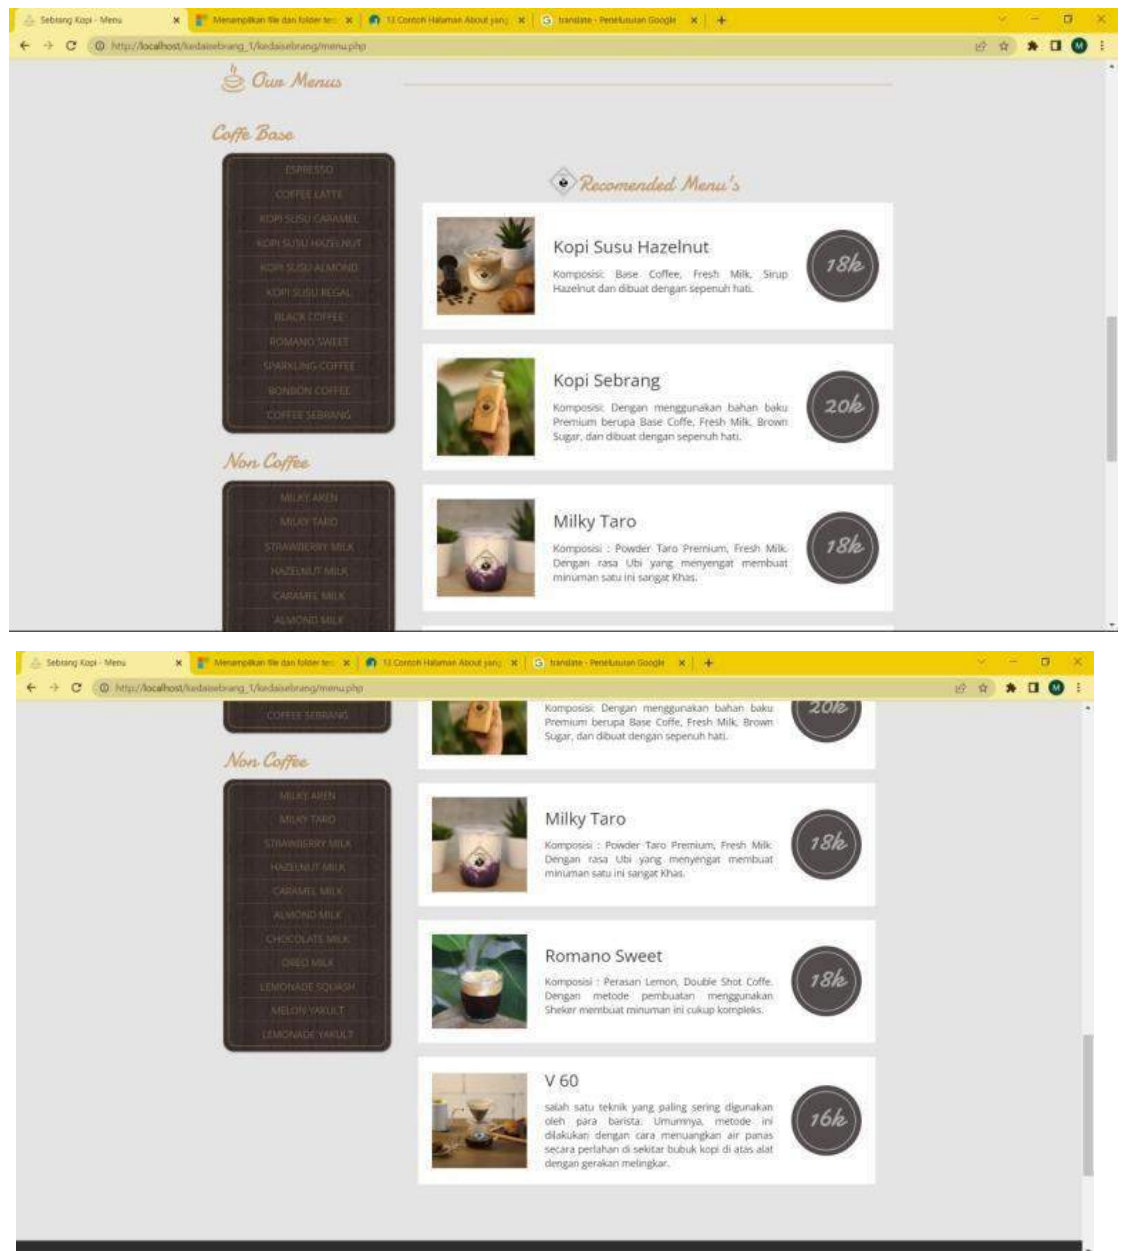 Sebrang Kopi - Menu
Menampilkan file dan folder ter
13 Contoh Halaman About yang
translate - Penelusuran Google
http://localhost/kedaisebrang_1/kedaisebrang/menu.php
M
Our Menus
Coffe Base
ESPRESSO
COFFEE LATTE
KOPI SUSU CARAMEL
KOPI SUSU HAZELNUT
KOPI SUSU ALMOND
KOPI SUSU REGAL
BLACK COFFEE
ROMANO SWEET
SPARKLING COFFEE
BONBON COFFEE
COFFEE SEBRANG
Non Coffee
MILKY AREN
MILKY TARO
STRAWBERRY MILK
HAZELNUT MILK
CARAMEL MILK
ALMOND MILK
Recomended Menu's
Kopi Susu Hazelnut
Komposisi: Base Coffee, Fresh Milk, Sirup
Hazelnut dan dibuat dengan sepenuh hati.
18k
Kopi Sebrang
Komposisi: Dengan menggunakan bahan baku
Premium berupa Base Coffe, Fresh Milk, Brown
Sugar, dan dibuat dengan sepenuh hati.
20k
Milky Taro
Komposisi : Powder Taro Premium, Fresh Milk.
Dengan rasa Ubi yang menyengat membuat
minuman satu ini sangat Khas.
18k
Sebrang Kopi - Menu
Menampilkan file dan folder ter
13 Contoh Halaman About yang
translate - Penelusuran Google
http://localhost/kedaisebrang_1/kedaisebrang/menu.php
M
COFFEE SEBRANG
Non Coffee
MILKY AREN
MILKY TARO
STRAWBERRY MILK
HAZELNUT MILK
CARAMEL MILK
ALMOND MILK
CHOCOLATE MILK
OREO MILK
LEMONADE SQUASH
MELON YAKULT
LEMONADE YAKULT
Komposisi: Dengan menggunakan bahan baku
Premium berupa Base Coffe, Fresh Milk, Brown
Sugar, dan dibuat dengan sepenuh hati.
20k
Milky Taro
Komposisi : Powder Taro Premium, Fresh Milk.
Dengan rasa Ubi yang menyengat membuat
minuman satu ini sangat Khas.
18k
Romano Sweet
Komposisi : Perasan Lemon, Double Shot Coffe.
Dengan metode pembuatan menggunakan
Sheker membuat minuman ini cukup kompleks.
18k
V 60
salah satu teknik yang paling sering digunakan
oleh para barista. Umumnya, metode ini
dilakukan dengan cara menuangkan air panas
secara perlahan di sekitar bubuk kopi di atas alat
dengan gerakan melingkar.
16k